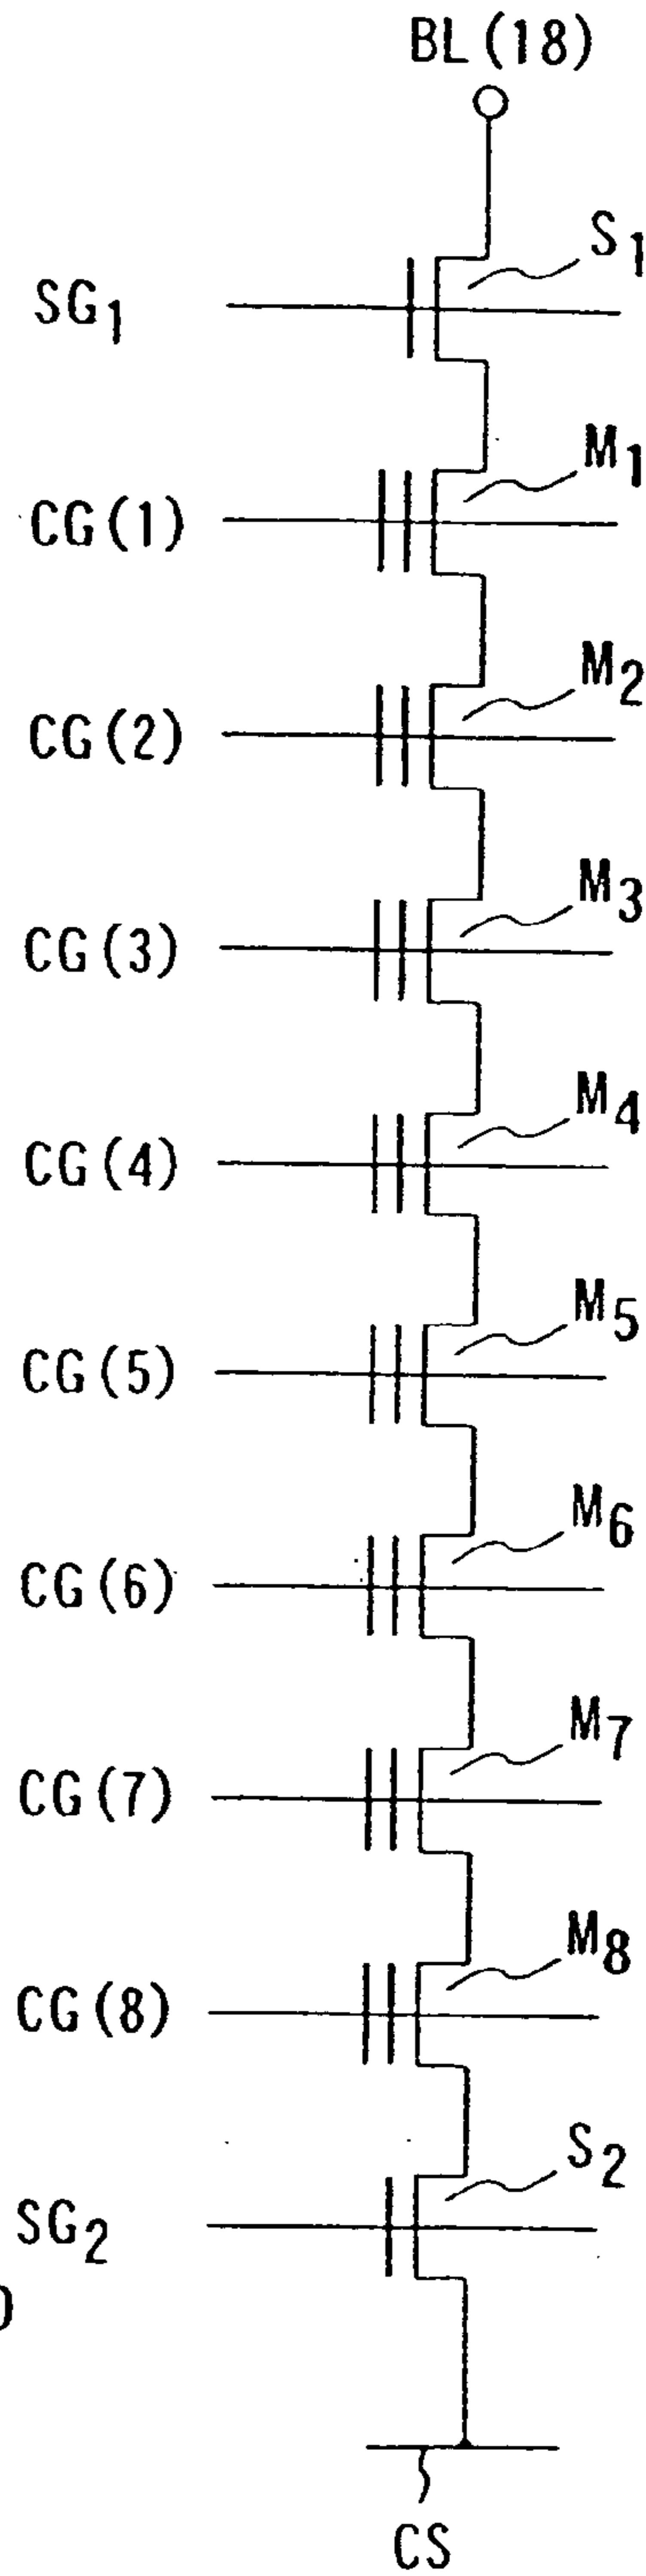 BL(18)
S1
SG1
M1
CG(1)
M2
CG(2)
M3
CG(3)
M4
CG(4)
M5
CG(5)
M6
CG(6)
M7
CG(7)
M8
CG(8)
S2
SG2
CS